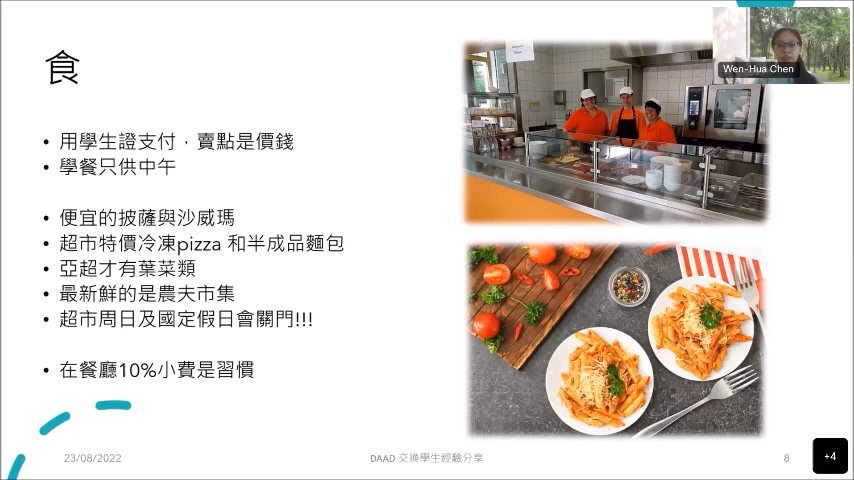 食
Wen-Hua Chen
• 用學生證支付，賣點是價錢
• 學餐只供中午
• 便宜的披薩與沙威瑪
• 超市特價冷凍pizza 和半成品麵包
• 亞超才有葉菜類
• 最新鮮的是農夫市集
• 超市周日及國定假日會關門!!!
• 在餐廳10%小費是習慣
23/08/2022
DAAD 交換學生經驗分享
8
+4